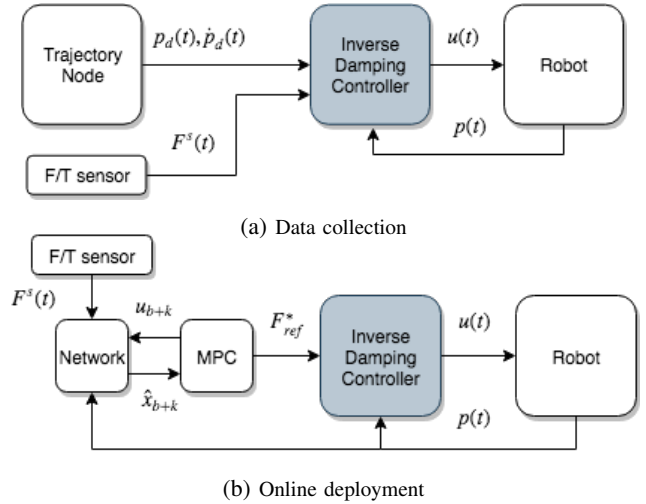 Trajectory
Node
p_d(t), ṗ_d(t)
Inverse
Damping
Controller
u(t)
Robot
F^s(t)
p(t)
F/T sensor
(a) Data collection
F/T sensor
F^s(t)
u_{b+k}
Network
MPC
F^*_{ref}
Inverse
Damping
Controller
u(t)
Robot
x̂_{b+k}
p(t)
(b) Online deployment